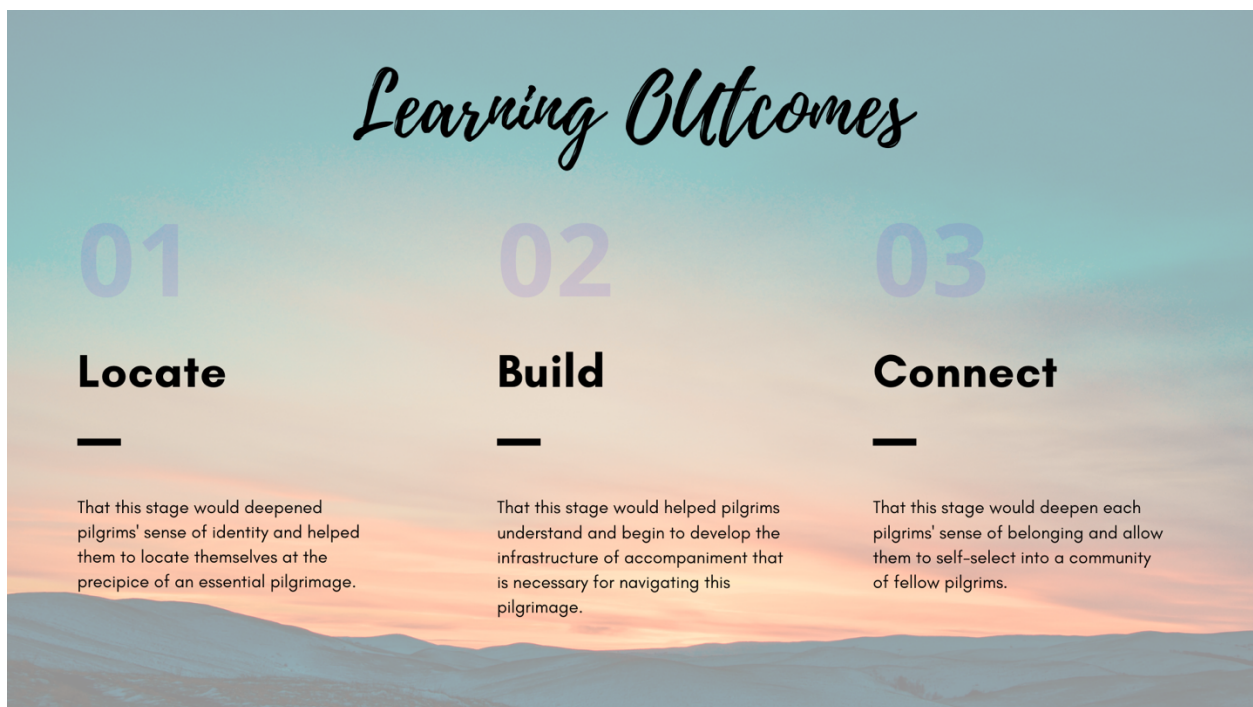 Learning OUtcomes
01
Locate
That this stage would deepened
pilgrims' sense of identity and helped
them to locate themselves at the
precipice of an essential pilgrimage.
02
Build
That this stage would helped pilgrims
understand and begin to develop the
infrastructure of accompaniment that
is necessary for navigating this
pilgrimage.
03
Connect
That this stage would deepen each
pilgrims' sense of belonging and allow
them to self-select into a community
of fellow pilgrims.